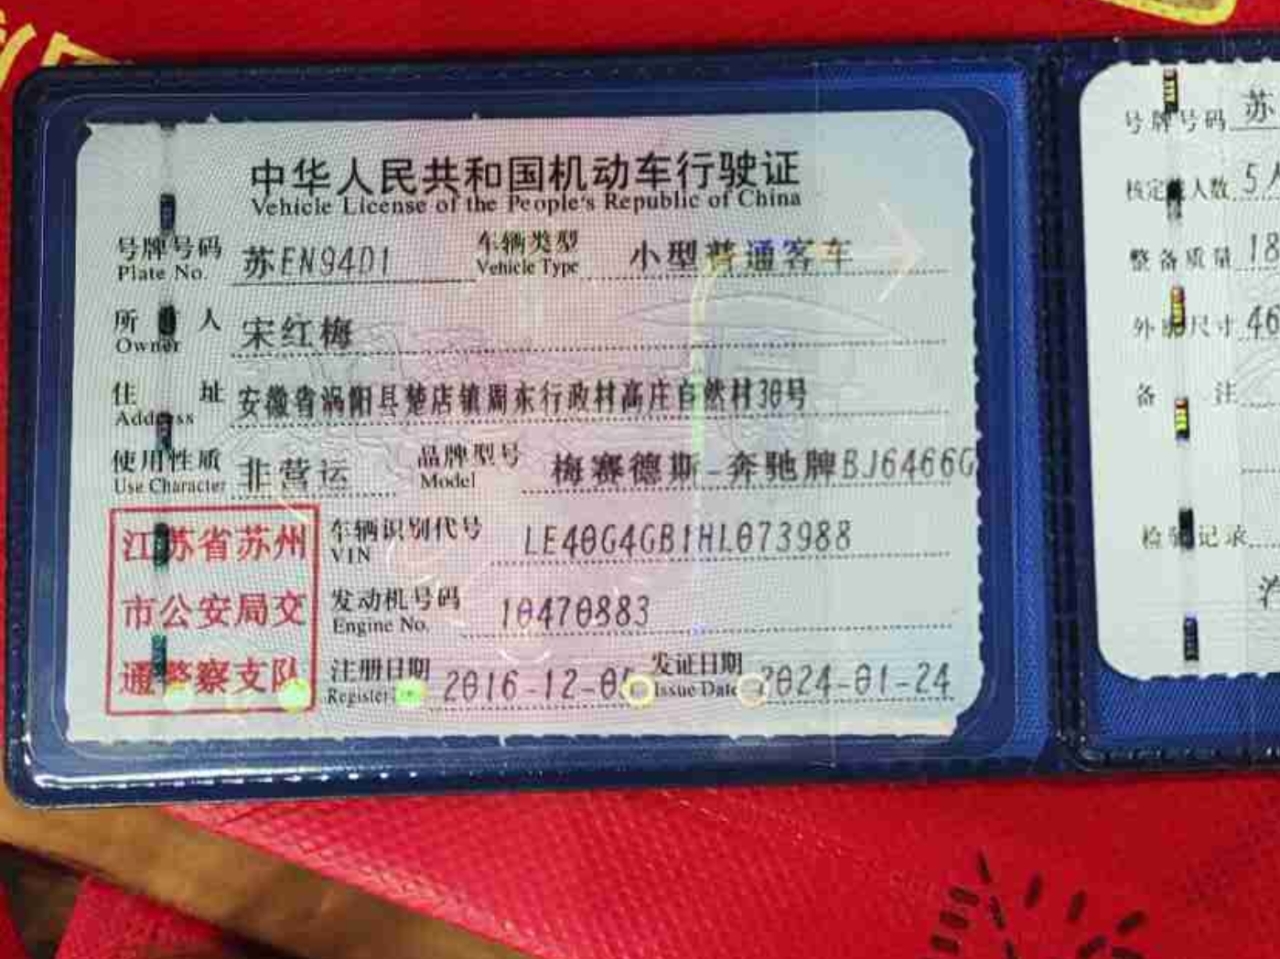 中华人民共和国机动车行驶证
Vehicle License of the People's Republic of China
号牌号码 苏EN94D1 车辆类型 小型普通客车
Plate No. Vehicle Type
所 人 宋红梅
Owner
住 址 安徽省涡阳县楚店镇周东行政村高庄自然村30号
Address
使用性质 非营运 品牌型号 梅赛德斯-奔驰牌BJ6466G
Use Character Model
江苏省苏州
市公安局交
通警察支队
车辆识别代号 LE40G4GB1HL073988
VIN
发动机号码 10470883
Engine No.
注册日期 2016-12-05 发证日期 2024-01-24
Register Issue Date
号牌号码 苏
核定 人数 5人
整备质量 18
外 尺寸 46
备 注
检 记录